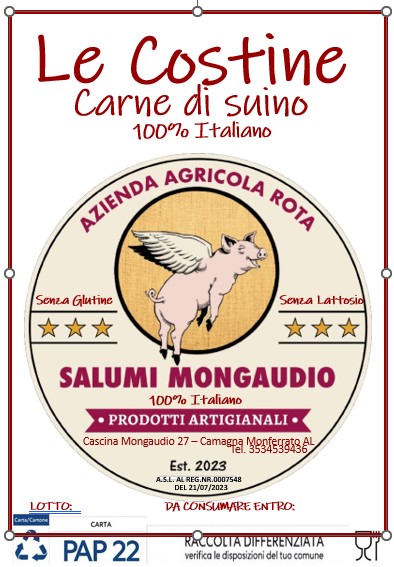 Le Costine
Carne di suino
100% Italiano
AZIENDA AGRICOLA ROTA
Senza Glutine
Senza Lattosio
SALUMI MONGAUDIO
100% Italiano
• PRODOTTI ARTIGIANALI •
Cascina Mongaudio 27 – Camagna Monferrato AL
Tel. 3534539436
Est. 2023
A.S.L. AL REG.NR.0007548
DEL 21/07/2023
LOTTO:
DA CONSUMARE ENTRO:
Carta/Cartone
CARTA
PAP 22
RACCOLTA DIFFERENZIATA
verifica le disposizioni del tuo comune